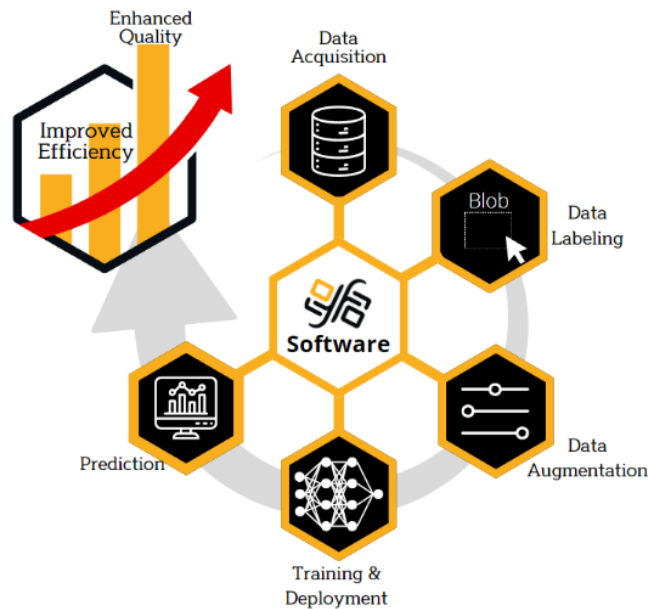 Enhanced
Quality
Improved
Efficiency
Data
Acquisition
Blob
Data
Labeling
Software
Data
Augmentation
Training &
Deployment
Prediction